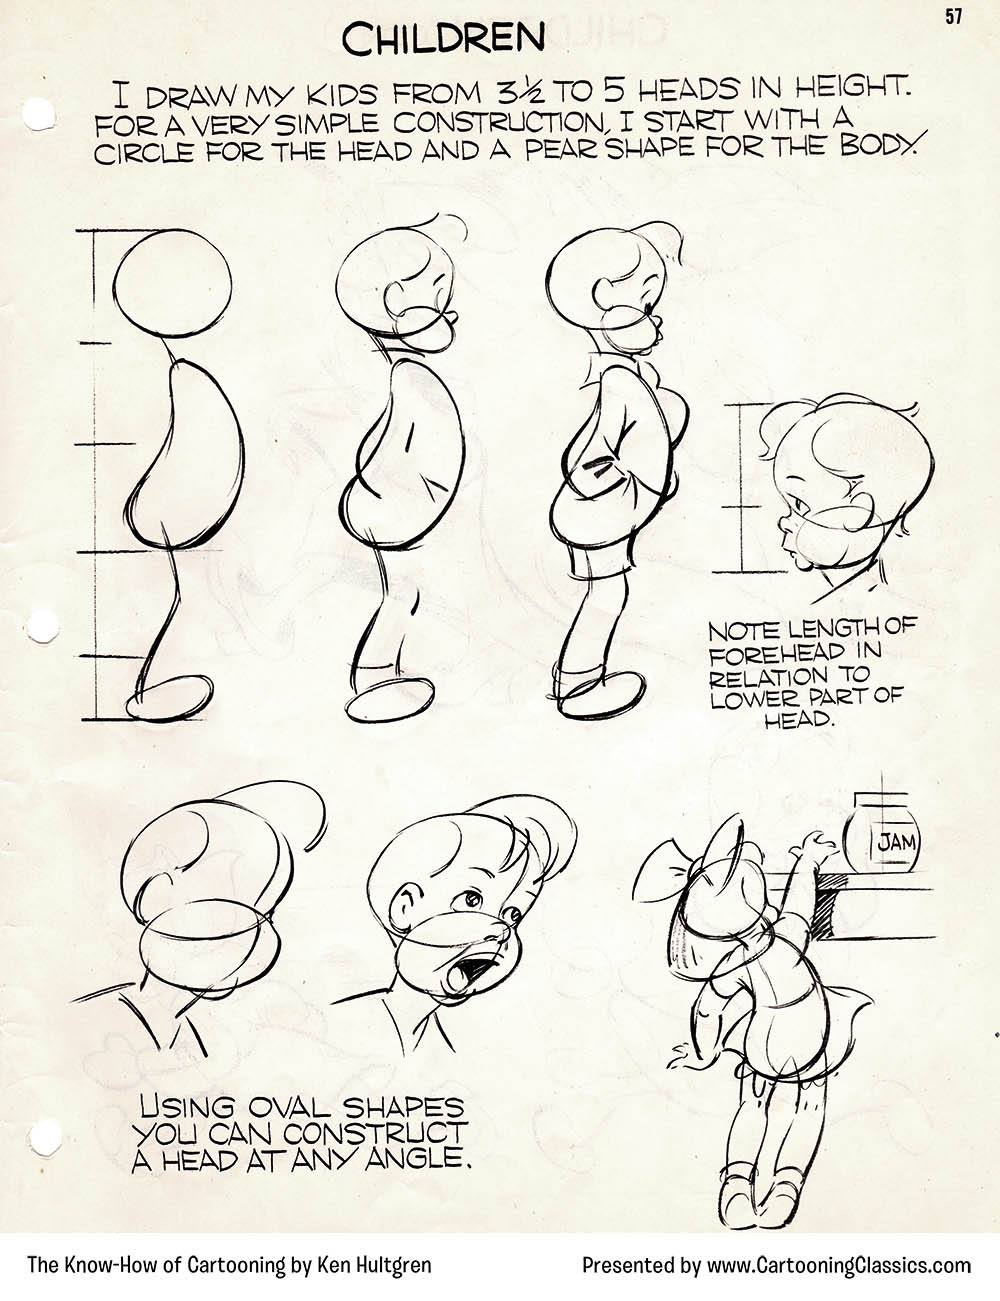 57
CHILDREN
I DRAW MY KIDS FROM 3½ TO 5 HEADS IN HEIGHT.
FOR A VERY SIMPLE CONSTRUCTION, I START WITH A
CIRCLE FOR THE HEAD AND A PEAR SHAPE FOR THE BODY.
NOTE LENGTH OF
FOREHEAD IN
RELATION TO
LOWER PART OF
HEAD.
JAM
USING OVAL SHAPES
YOU CAN CONSTRUCT
A HEAD AT ANY ANGLE.
The Know-How of Cartooning by Ken Hultgren
Presented by www.CartooningClassics.com